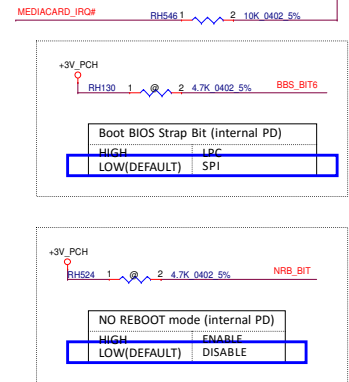 MEDIACARD_IRQ# RH546 1 2 10K_0402_5%
+3V_PCH
RH130 1 @ 2 4.7K_0402_5% BBS_BIT6
Boot BIOS Strap Bit (internal PD)
HIGH LPC
LOW(DEFAULT) SPI
+3V_PCH
RH524 1 @ 2 4.7K_0402_5% NRB_BIT
NO REBOOT mode (internal PD)
HIGH ENABLE
LOW(DEFAULT) DISABLE